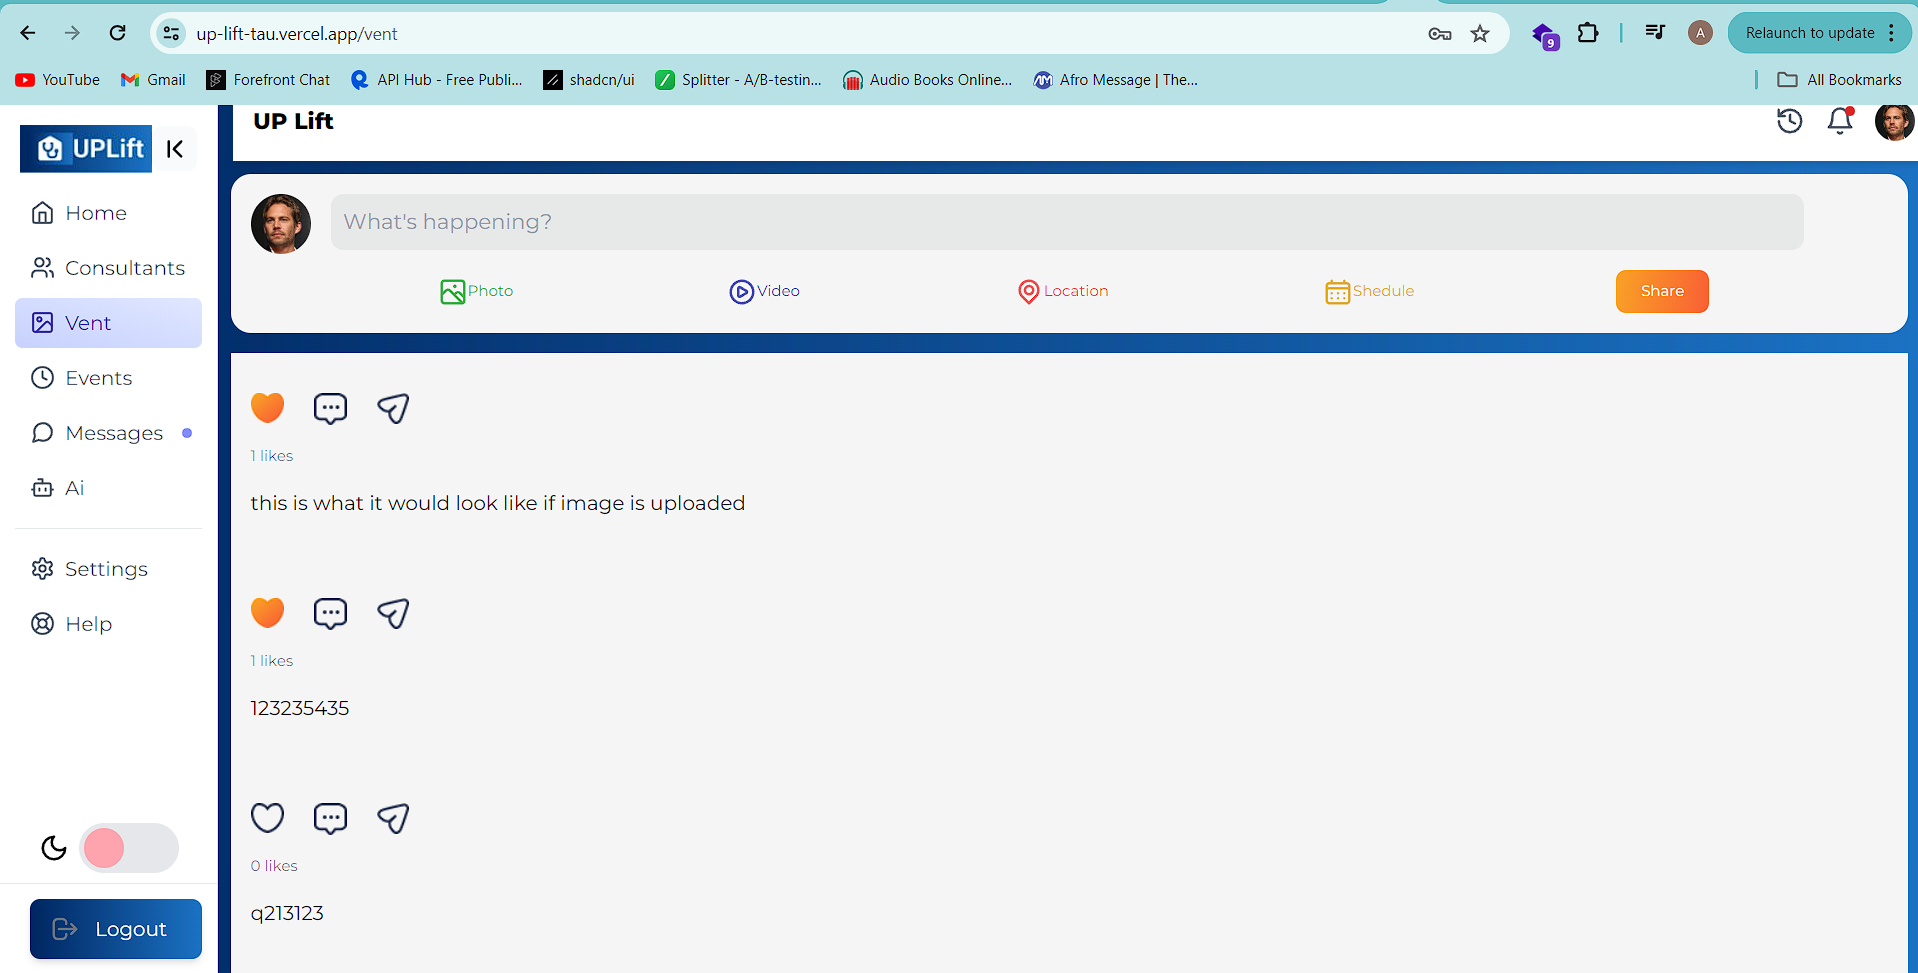 up-lift-tau.vercel.app/vent
9
A
Relaunch to update
YouTube
Gmail
Forefront Chat
API Hub - Free Publi...
shadcn/ui
Splitter - A/B-testin...
Audio Books Online...
Afro Message | The...
All Bookmarks
UPLift
UP Lift
Home
Consultants
Vent
Events
Messages
Ai
Settings
Help
Logout
What's happening?
Photo
Video
Location
Shedule
Share
1 likes
this is what it would look like if image is uploaded
1 likes
123235435
0 likes
q213123